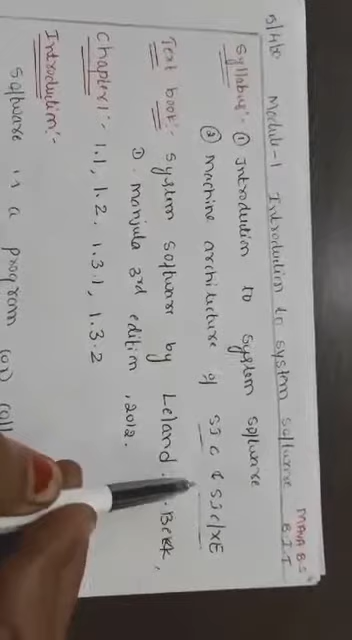 Module-1 Introduction to system software
MAYA B.S
B.I.T
Syllabus:- ① Introduction to System software
② Machine architecture of SIC & SIC/XE
Text book:- System Software by Leland. . Beck,
D. Manjula 3rd edition, 2012.
Chapter 1:- 1.1, 1.2, 1.3.1, 1.3.2
Introduction:-
Software is a program (or)